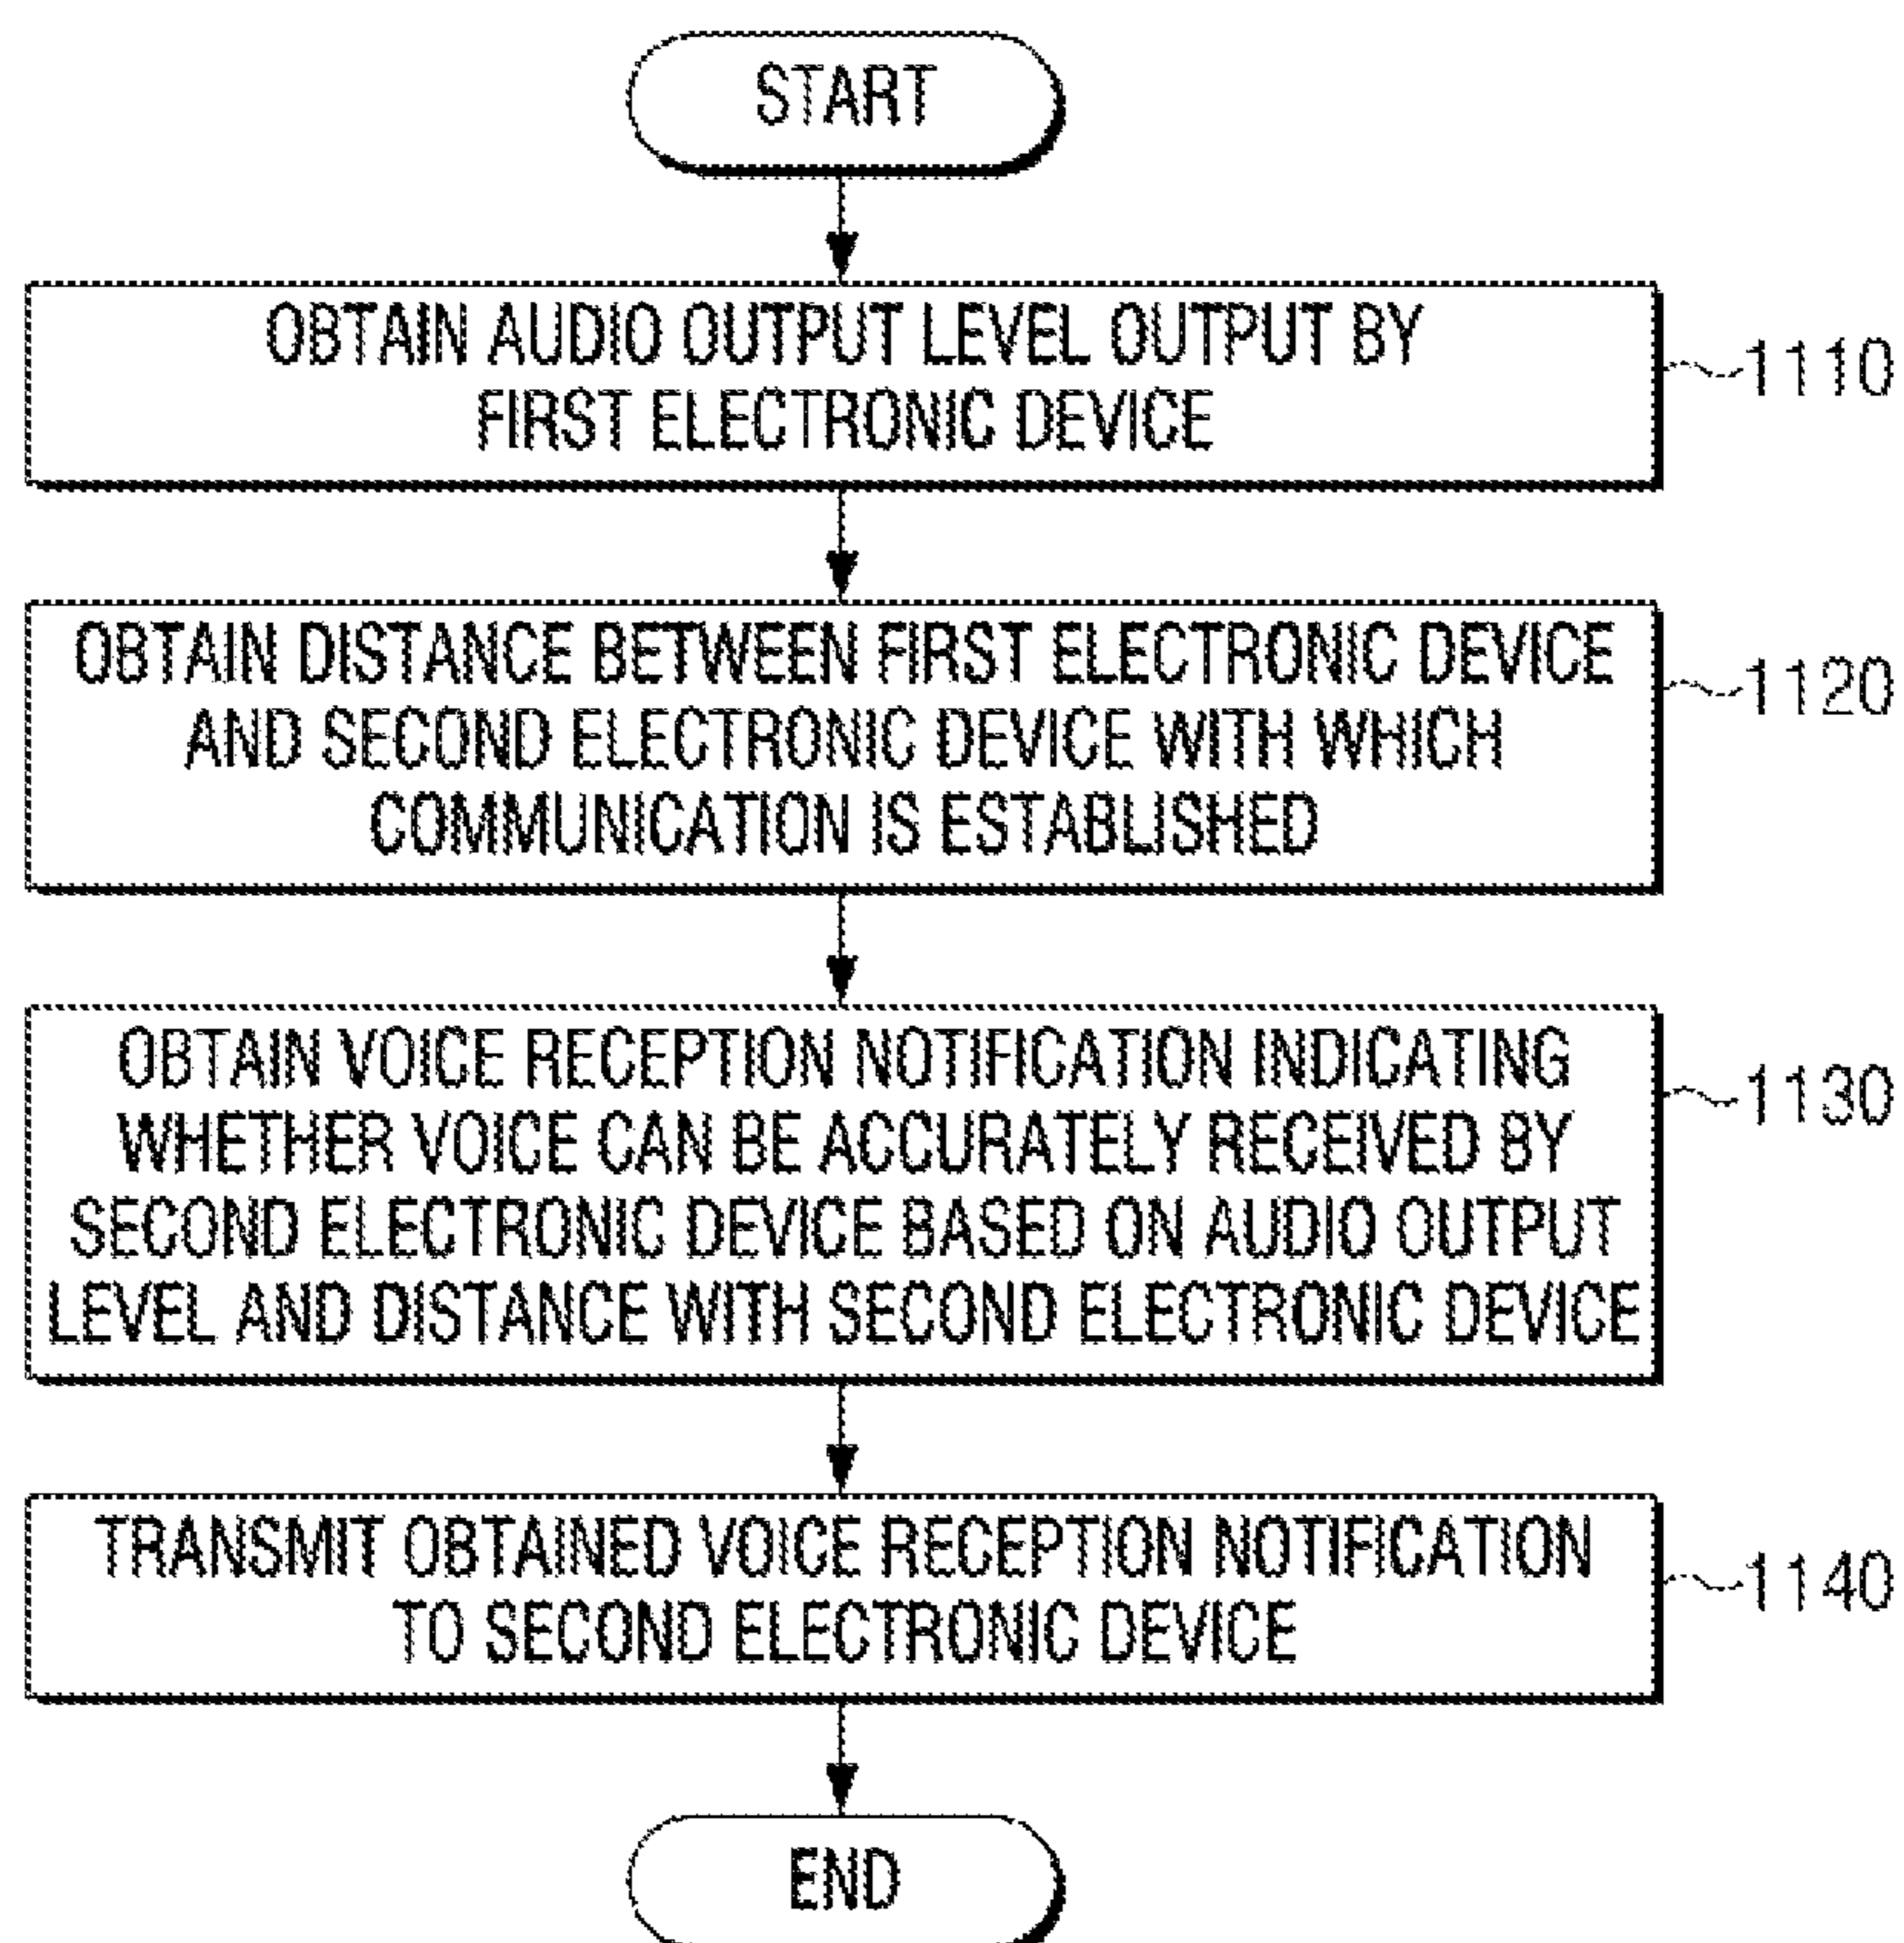 START
OBTAIN AUDIO OUTPUT LEVEL OUTPUT BY
FIRST ELECTRONIC DEVICE
1110
OBTAIN DISTANCE BETWEEN FIRST ELECTRONIC DEVICE
AND SECOND ELECTRONIC DEVICE WITH WHICH
COMMUNICATION IS ESTABLISHED
1120
OBTAIN VOICE RECEPTION NOTIFICATION INDICATING
WHETHER VOICE CAN BE ACCURATELY RECEIVED BY
SECOND ELECTRONIC DEVICE BASED ON AUDIO OUTPUT
LEVEL AND DISTANCE WITH SECOND ELECTRONIC DEVICE
1130
TRANSMIT OBTAINED VOICE RECEPTION NOTIFICATION
TO SECOND ELECTRONIC DEVICE
1140
END